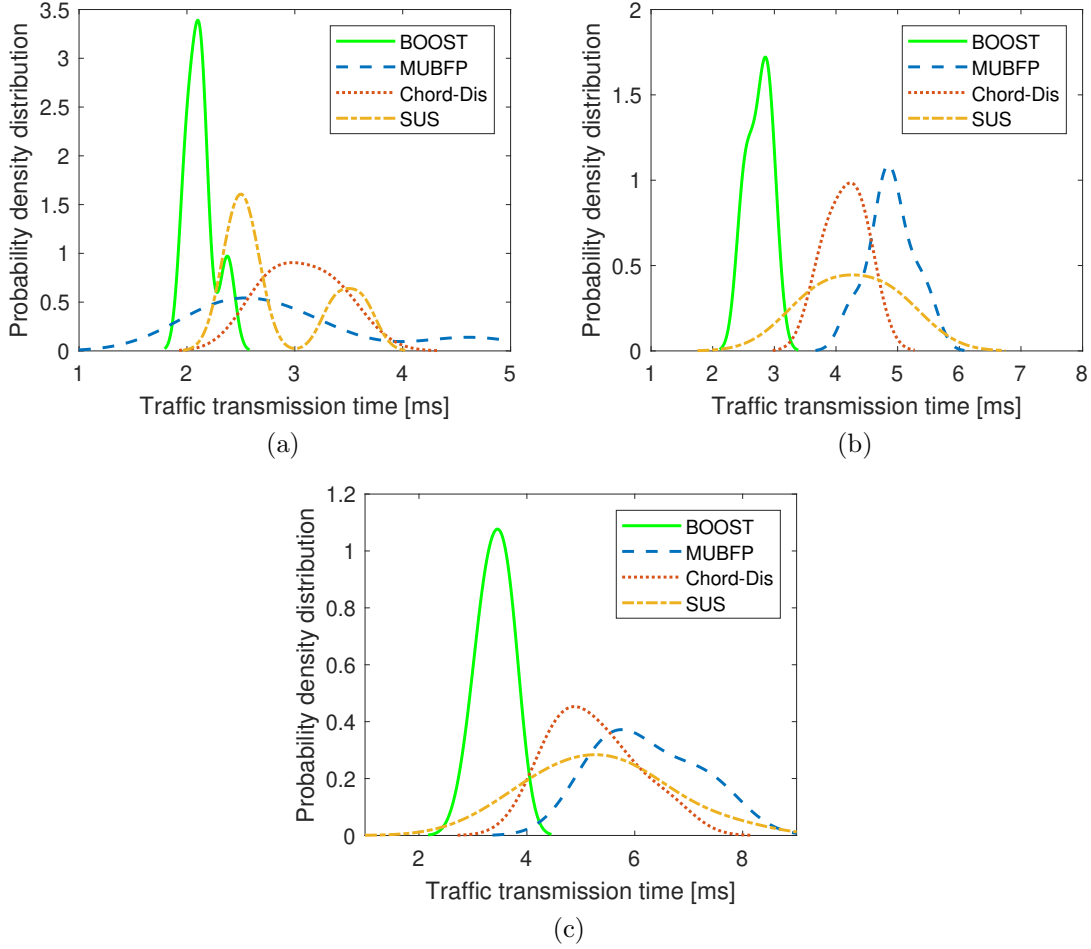 3.5
3
2.5
2
1.5
1
0.5
0
Probability density distribution
BOOST
MUBFP
Chord-Dis
SUS
1 2 3 4 5
Traffic transmission time [ms]
(a)
2
1.5
1
0.5
0
Probability density distribution
BOOST
MUBFP
Chord-Dis
SUS
1 2 3 4 5 6 7 8
Traffic transmission time [ms]
(b)
1.2
1
0.8
0.6
0.4
0.2
0
Probability density distribution
BOOST
MUBFP
Chord-Dis
SUS
2 4 6 8
Traffic transmission time [ms]
(c)